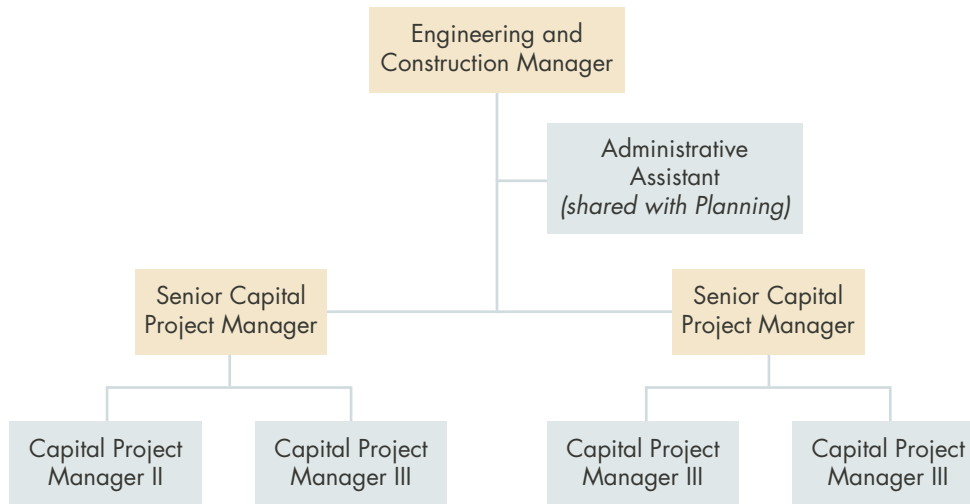 Engineering and
Construction Manager
Administrative
Assistant
(shared with Planning)
Senior Capital
Project Manager
Senior Capital
Project Manager
Capital Project
Manager II
Capital Project
Manager III
Capital Project
Manager III
Capital Project
Manager III